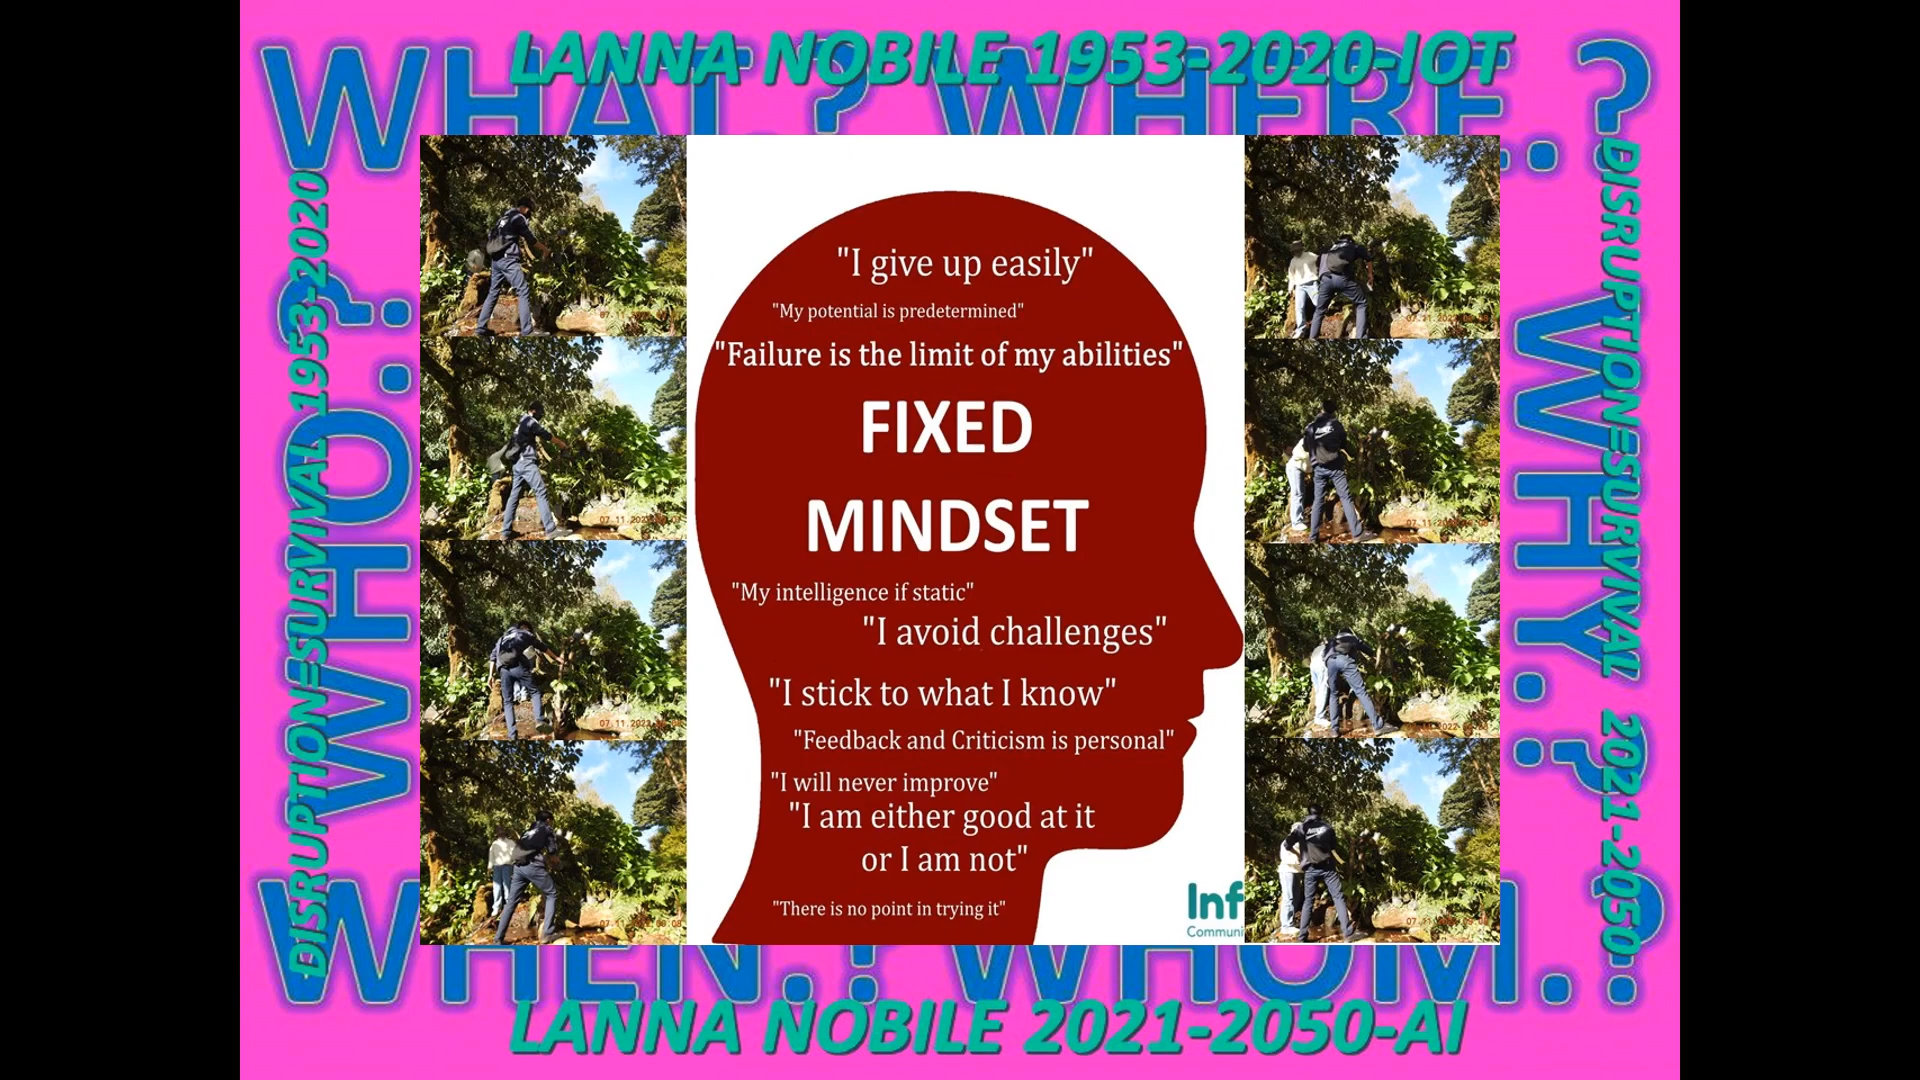 LANNA NOBILE 1953-2020-IOT
WHAT.? WHERE.?
DISRUPTION=SURVIVAL 1953-2020
WHO.?
"I give up easily"
"My potential is predetermined"
"Failure is the limit of my abilities"
FIXED
MINDSET
"My intelligence if static"
"I avoid challenges"
"I stick to what I know"
"Feedback and Criticism is personal"
"I will never improve"
"I am either good at it
or I am not"
"There is no point in trying it"
Inf
Communi
WHY.?
DISRUPTION=SURVIVAL 2021-2050
WHEN.? WHOM.?
LANNA NOBILE 2021-2050-AI